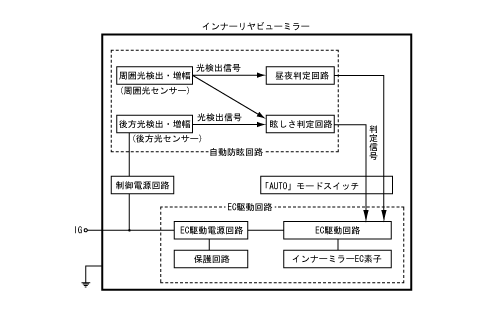 インナーリヤビューミラー
光検出信号
周囲光検出・増幅
昼夜判定回路
(周囲光センサー)
光検出信号
後方光検出・増幅
眩しさ判定回路
(後方光センサー)
判定信号
自動防眩回路
制御電源回路
「AUTO」モードスイッチ
EC駆動回路
IG
EC駆動電源回路
EC駆動回路
保護回路
インナーミラーEC素子